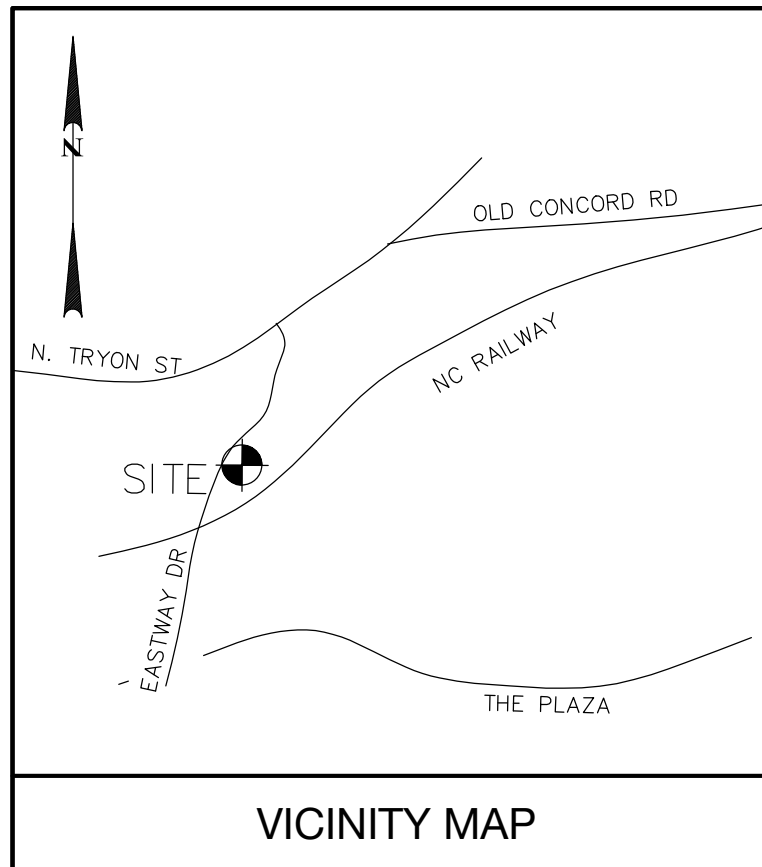 N
OLD CONCORD RD
N. TRYON ST
NC RAILWAY
SITE
EASTWAY DR
THE PLAZA
VICINITY MAP